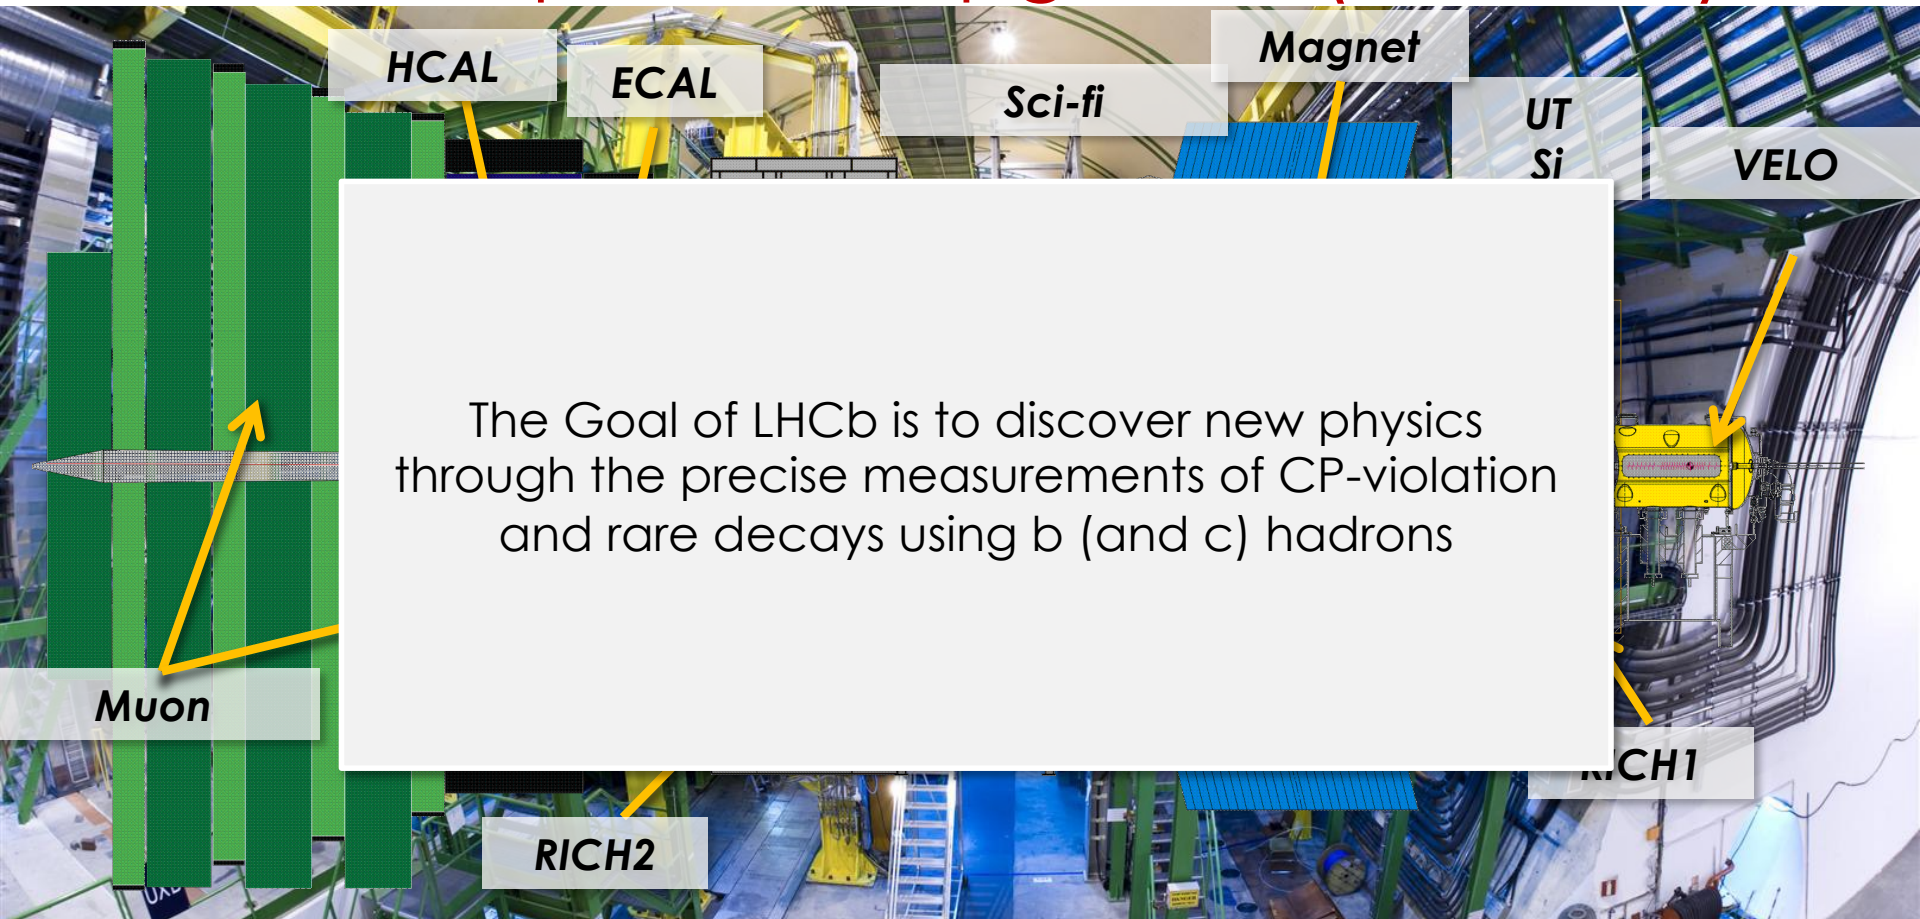 HCAL
ECAL
Sci-fi
Magnet
UT
Si
VELO
The Goal of LHCb is to discover new physics
through the precise measurements of CP-violation
and rare decays using b (and c) hadrons
Muon
RICH1
RICH2